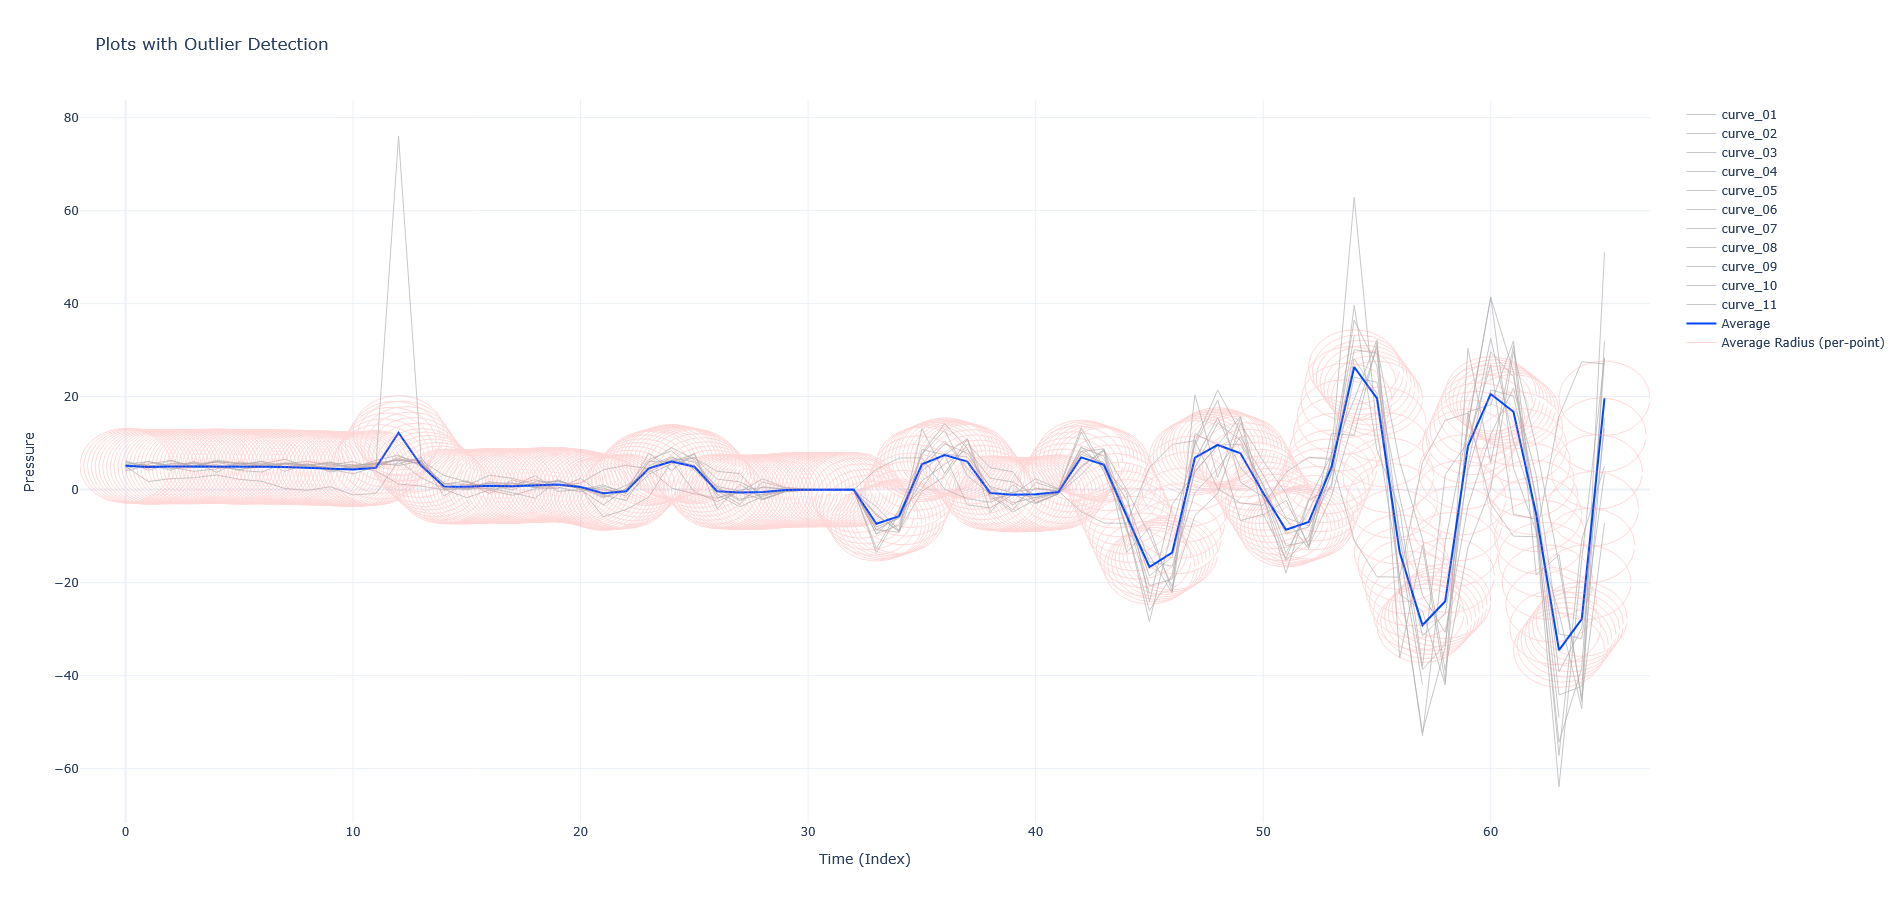 Plots with Outlier Detection
80
60
40
20
0
−20
−40
−60
Pressure
0
10
20
30
40
50
60
Time (Index)
curve_01
curve_02
curve_03
curve_04
curve_05
curve_06
curve_07
curve_08
curve_09
curve_10
curve_11
Average
Average Radius (per-point)